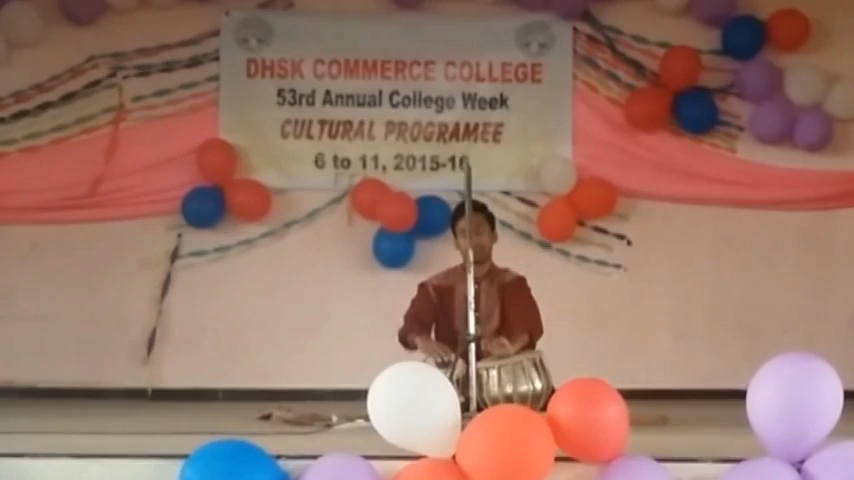 DHSK COMMERCE COLLEGE
53rd Annual College Week
CULTURAL PROGRAMEE
6 to 11, 2015-16